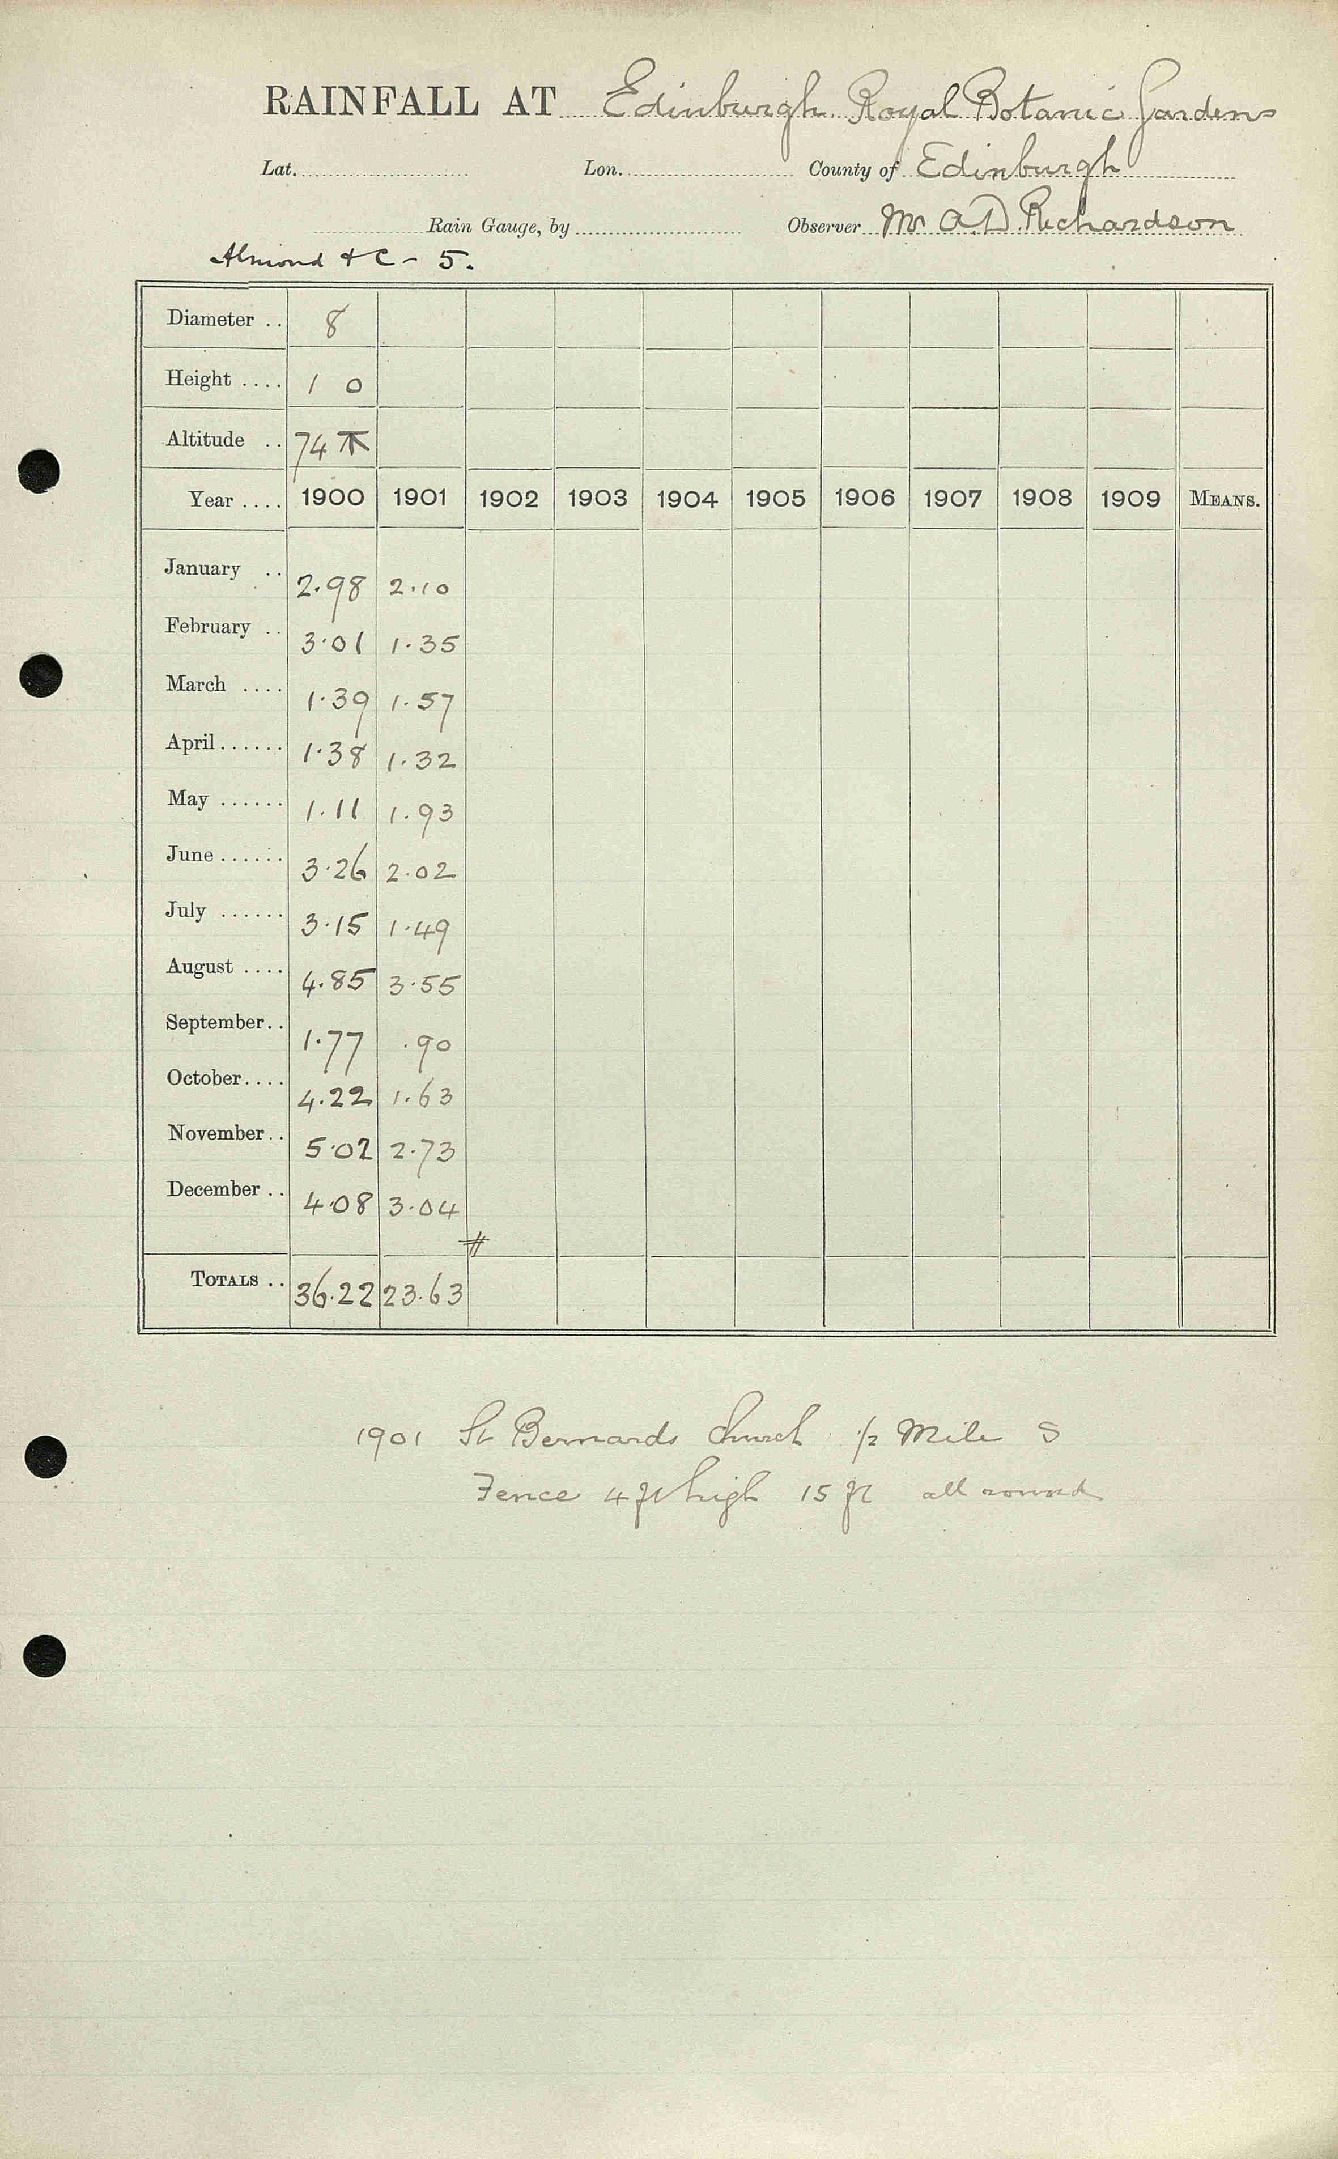 RAINFALL AT Edinburgh Royal Botanic Gardens
Lat. Lon. County of Edinburgh
Rain Gauge, by Observer Mr A.D. Richardson
Almond & C - 5.
Diameter .. 8
Height .... 1 0
Altitude .. 74
Year .... 1900 1901 1902 1903 1904 1905 1906 1907 1908 1909 MEANS.
January .. 2.98 2.10
February .. 3.01 1.35
March .... 1.39 1.57
April ...... 1.38 1.32
May ...... 1.11 1.93
June ...... 3.26 2.02
July ...... 3.15 1.49
August .... 4.85 3.55
September .. 1.77 .90
October .... 4.22 1.63
November .. 5.02 2.73
December .. 4.08 3.04
#
TOTALS .. 36.22 23.63
1901 St Bernards Church 1/2 Mile S
Fence 4 ft high 15 ft all round